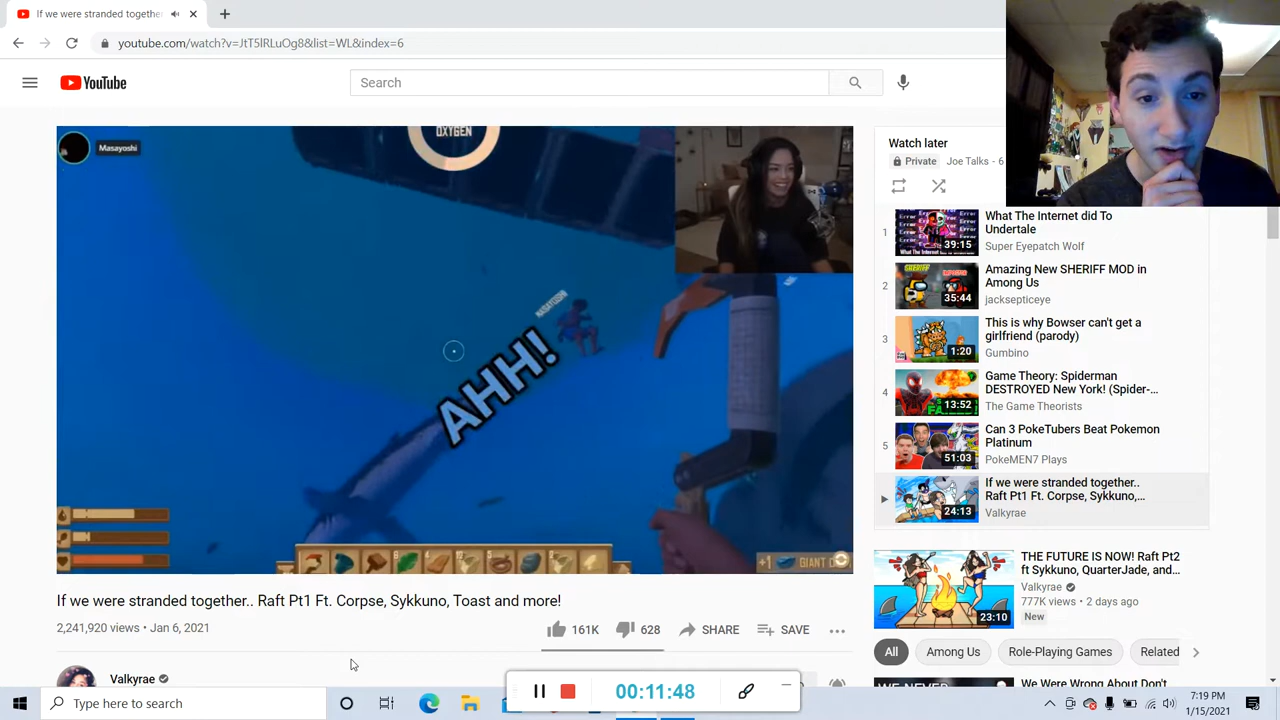 If we were stranded together
youtube.com/watch?v=JtT5lRLuOg8&list=WL&index=6
YouTube
Search
OXYGEN
Masayoshi
MASAYOSHI
AHH!
Watch later
Private
Joe Talks - 6
1
39:15
What The Internet did To
Undertale
Super Eyepatch Wolf
2
SHERIFF
35:44
Amazing New SHERIFF MOD in
Among Us
jacksepticeye
3
1:20
This is why Bowser can't get a
girlfriend (parody)
Gumbino
4
13:52
Game Theory: Spiderman
DESTROYED New York! (Spider-...
The Game Theorists
5
51:03
Can 3 PokeTubers Beat Pokemon
Platinum
PokeMEN7 Plays
24:13
If we were stranded together..
Raft Pt1 Ft. Corpse, Sykkuno,...
Valkyrae
If we were stranded together.. Raft Pt1 Ft. Corpse, Sykkuno, Toast and more!
2,241,920 views • Jan 6, 2021
161K
628
SHARE
SAVE
Valkyrae
23:10
THE FUTURE IS NOW! Raft Pt2
ft Sykkuno, QuarterJade, and...
Valkyrae
777K views • 2 days ago
New
All
Among Us
Role-Playing Games
Related
We Were Wrong About Don't
00:11:48
Type here to search
7:19 PM
1/15/2021